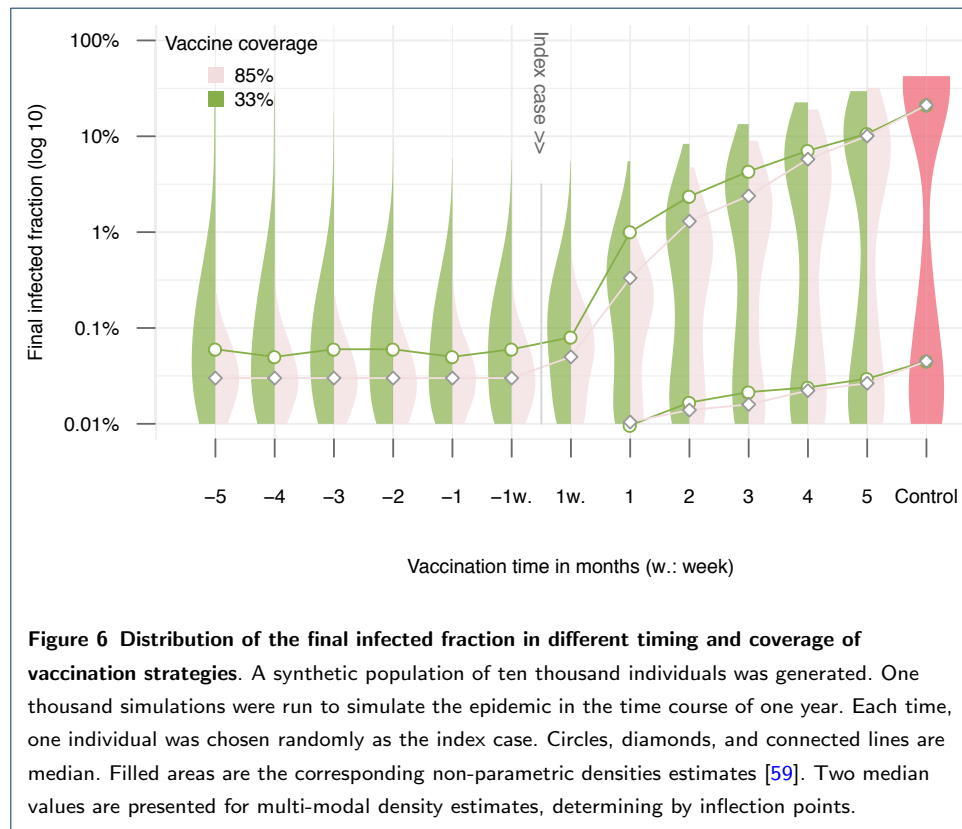 Vaccine coverage
85%
33%
Index case >>
Final infected fraction (log 10)
100%
10%
1%
0.1%
0.01%
−5 −4 −3 −2 −1 −1w. 1w. 1 2 3 4 5 Control
Vaccination time in months (w.: week)
Figure 6 Distribution of the final infected fraction in different timing and coverage of
vaccination strategies. A synthetic population of ten thousand individuals was generated. One
thousand simulations were run to simulate the epidemic in the time course of one year. Each time,
one individual was chosen randomly as the index case. Circles, diamonds, and connected lines are
median. Filled areas are the corresponding non-parametric densities estimates [59]. Two median
values are presented for multi-modal density estimates, determining by inflection points.